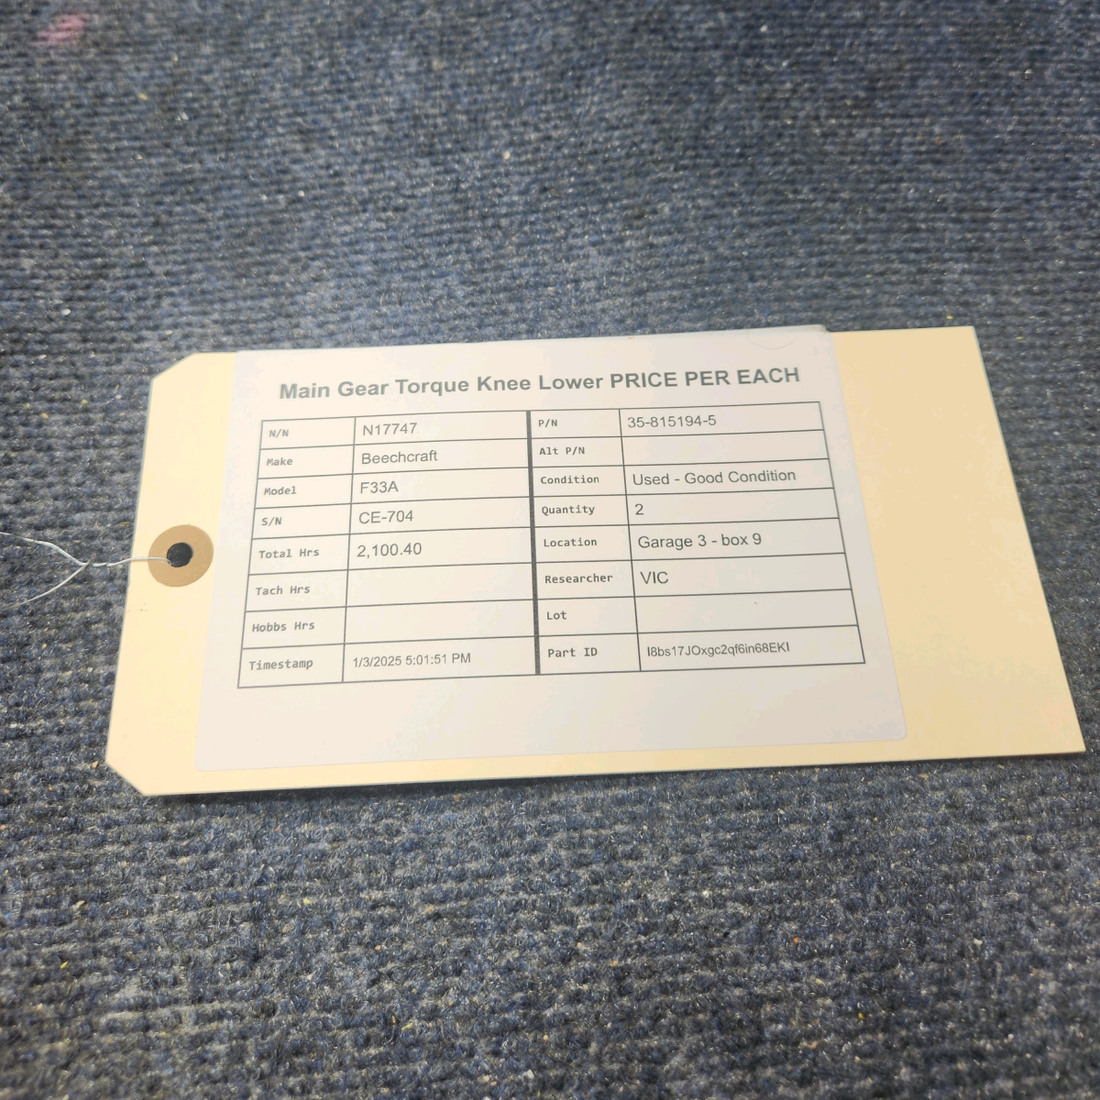 Main Gear Torque Knee Lower PRICE PER EACH
N/N N17747 P/N 35-815194-5
Make Beechcraft Alt P/N
Model F33A Condition Used - Good Condition
S/N CE-704 Quantity 2
Total Hrs 2,100.40 Location Garage 3 - box 9
Tach Hrs Researcher VIC
Hobbs Hrs Lot
Timestamp 1/3/2025 5:01:51 PM Part ID